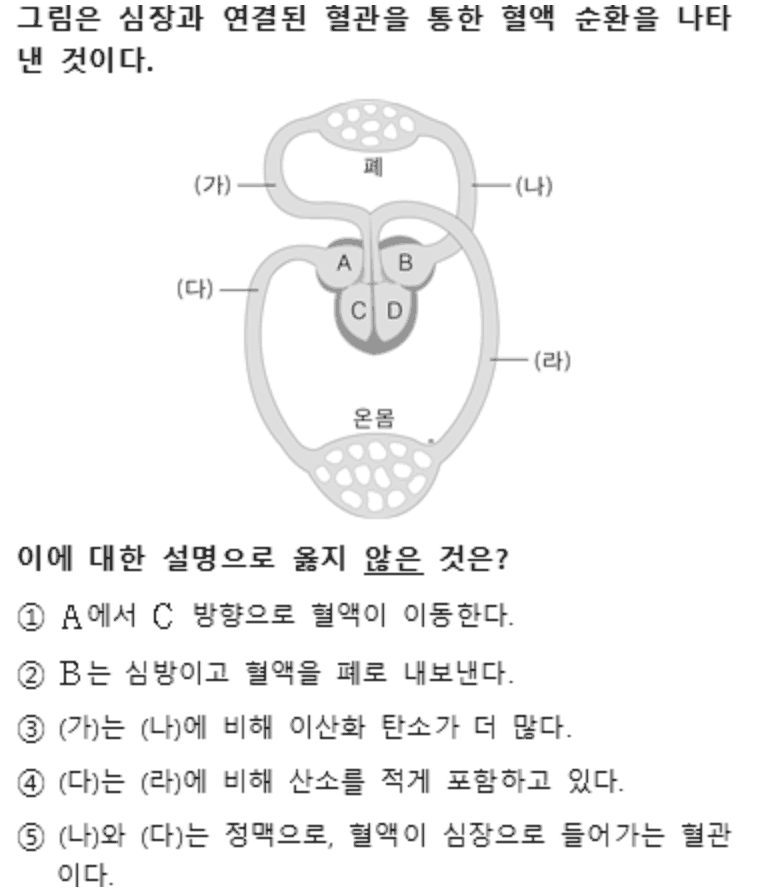 그림은 심장과 연결된 혈관을 통한 혈액 순환을 나타
낸 것이다.
폐
(가)
(나)
A
B
(다)
C
D
(라)
온몸
이에 대한 설명으로 옳지 않은 것은?
① A에서 C 방향으로 혈액이 이동한다.
② B는 심방이고 혈액을 폐로 내보낸다.
③ (가)는 (나)에 비해 이산화 탄소가 더 많다.
④ (다)는 (라)에 비해 산소를 적게 포함하고 있다.
⑤ (나)와 (다)는 정맥으로, 혈액이 심장으로 들어가는 혈관
이다.